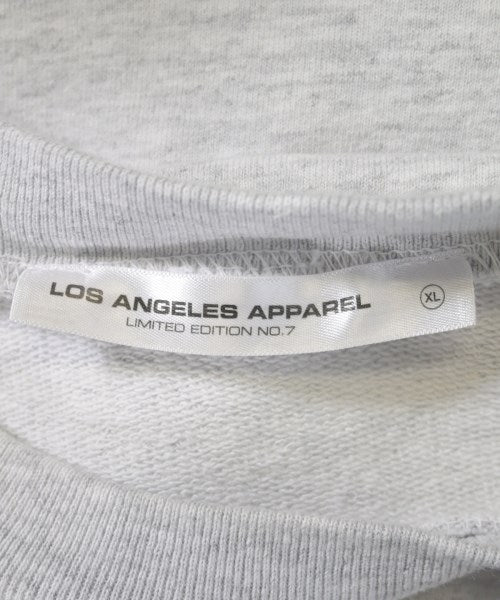 LOS ANGELES APPAREL
LIMITED EDITION NO.7
XL